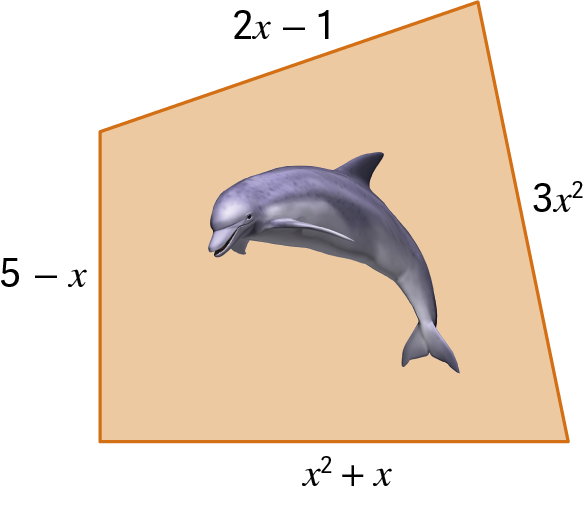 2x − 1
3x²
5 − x
x² + x